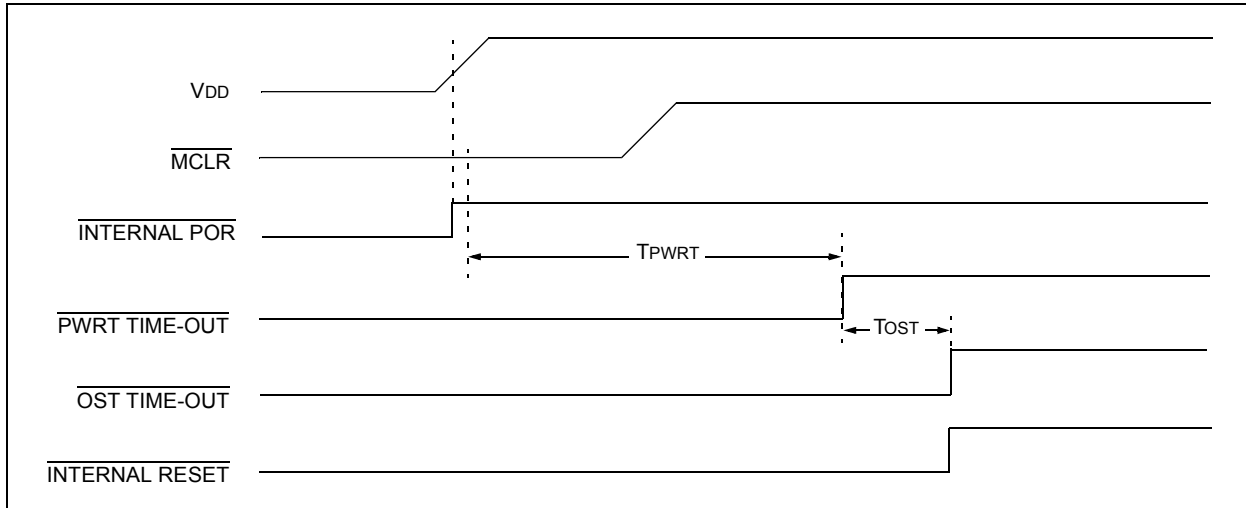 VDD
MCLR
INTERNAL POR
TPWRT
PWRT TIME-OUT
TOST
OST TIME-OUT
INTERNAL RESET